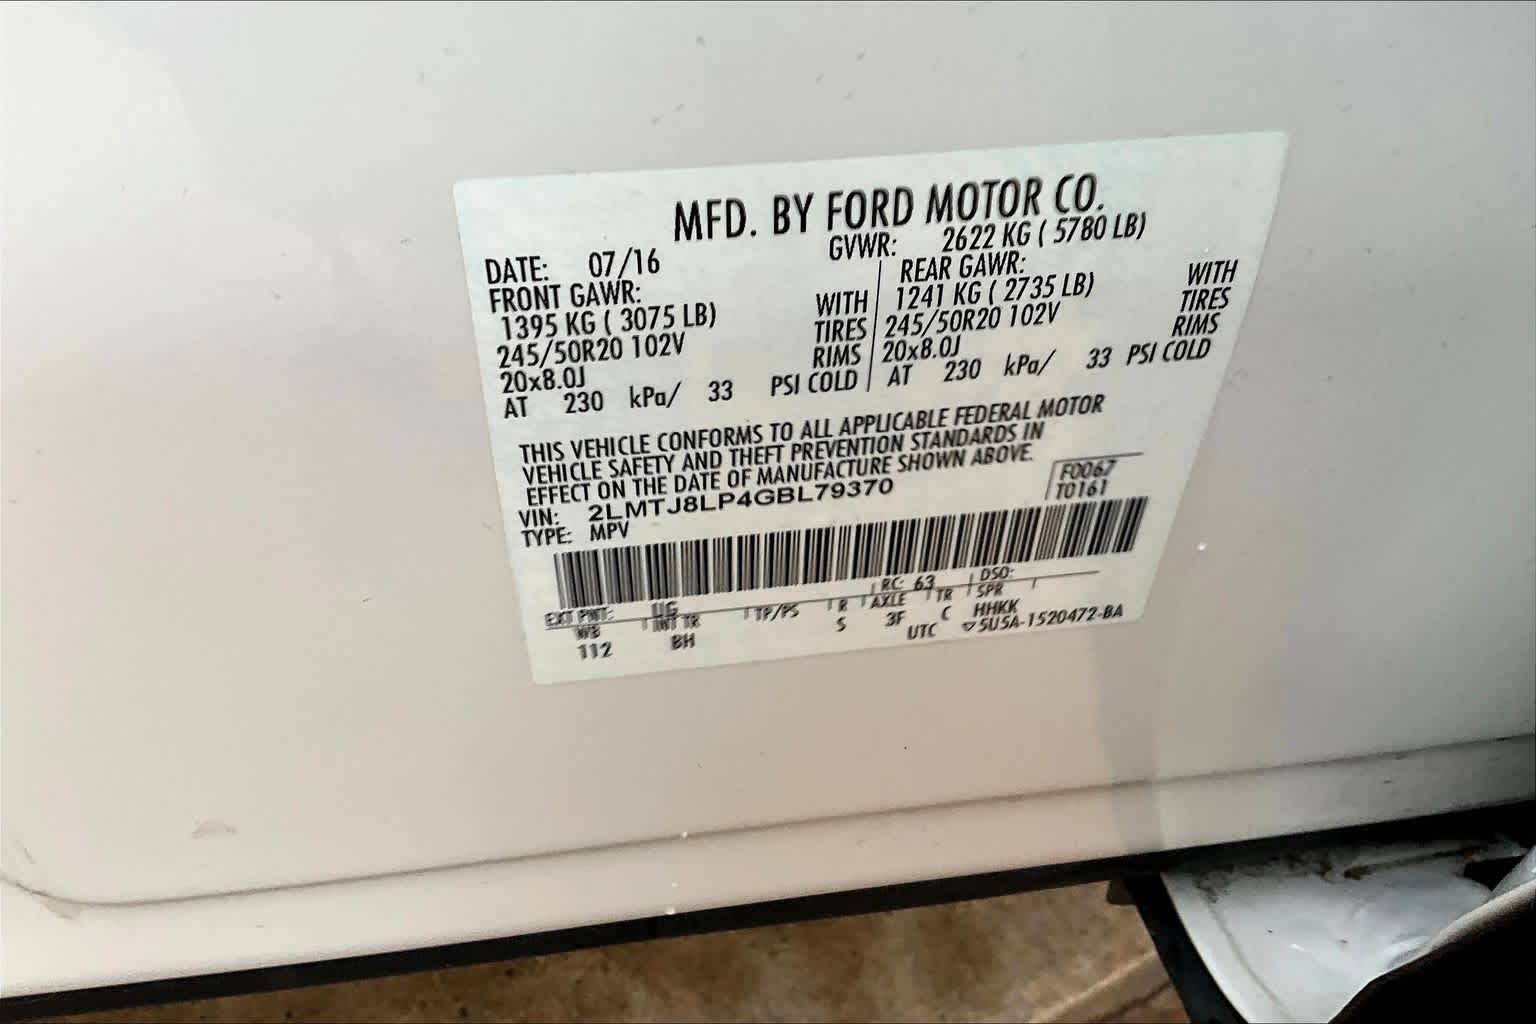 MFD. BY FORD MOTOR CO.
DATE: 07/16 GVWR: 2622 KG ( 5780 LB)
FRONT GAWR: REAR GAWR:
1395 KG ( 3075 LB) WITH 1241 KG ( 2735 LB) WITH
245/50R20 102V TIRES 245/50R20 102V TIRES
20x8.0J RIMS 20x8.0J RIMS
AT 230 kPa/ 33 PSI COLD AT 230 kPa/ 33 PSI COLD
THIS VEHICLE CONFORMS TO ALL APPLICABLE FEDERAL MOTOR
VEHICLE SAFETY AND THEFT PREVENTION STANDARDS IN
EFFECT ON THE DATE OF MANUFACTURE SHOWN ABOVE.
F0067
VIN: 2LMTJ8LP4GBL79370 T0161
TYPE: MPV
EXT PNT: UG RC: 63 DSO:
WB INT TR TP/PS R AXLE TR SPR
112 BH S 3F C HHKK
UTC ▽5U5A-1520472-BA